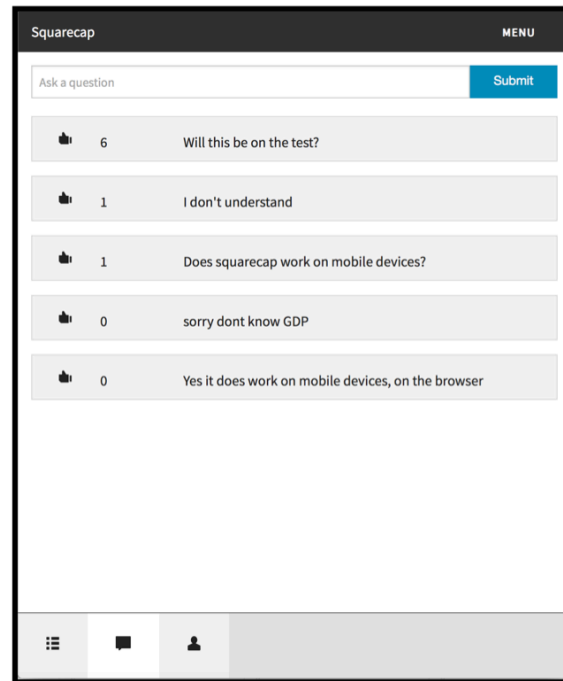 Squarecap MENU
Ask a question Submit
6 Will this be on the test?
1 I don't understand
1 Does squarecap work on mobile devices?
0 sorry dont know GDP
0 Yes it does work on mobile devices, on the browser